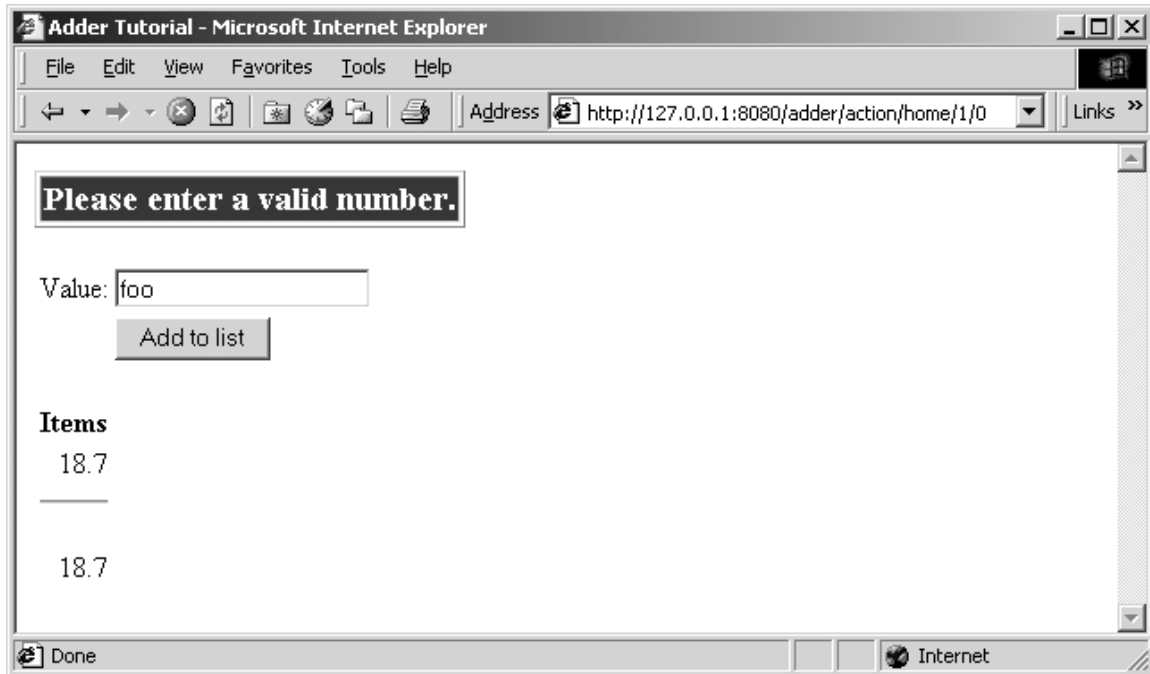 Adder Tutorial - Microsoft Internet Explorer
File Edit View Favorites Tools Help
Address http://127.0.0.1:8080/adder/action/home/1/0 Links »
Please enter a valid number.
Value: foo
Add to list
Items
18.7
18.7
Done Internet